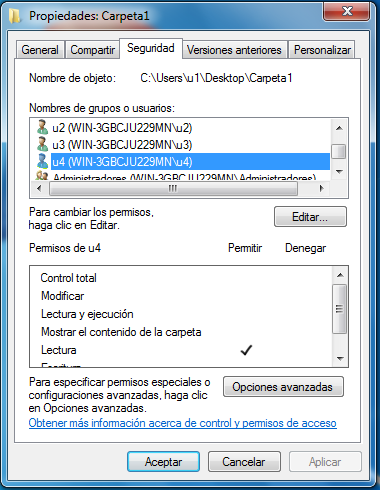 Propiedades: Carpeta1
General Compartir Seguridad Versiones anteriores Personalizar
Nombre de objeto: C:\Users\u1\Desktop\Carpeta1
Nombres de grupos o usuarios:
u2 (WIN-3GBCJU229MN\u2)
u3 (WIN-3GBCJU229MN\u3)
u4 (WIN-3GBCJU229MN\u4)
Administradores (WIN-3GBCJU229MN\Administradores)
Para cambiar los permisos,
haga clic en Editar.
Editar...
Permisos de u4 Permitir Denegar
Control total
Modificar
Lectura y ejecución
Mostrar el contenido de la carpeta
Lectura
Escritura
Para especificar permisos especiales o
configuraciones avanzadas, haga clic
en Opciones avanzadas.
Opciones avanzadas
Obtener más información acerca de control y permisos de acceso
Aceptar Cancelar Aplicar